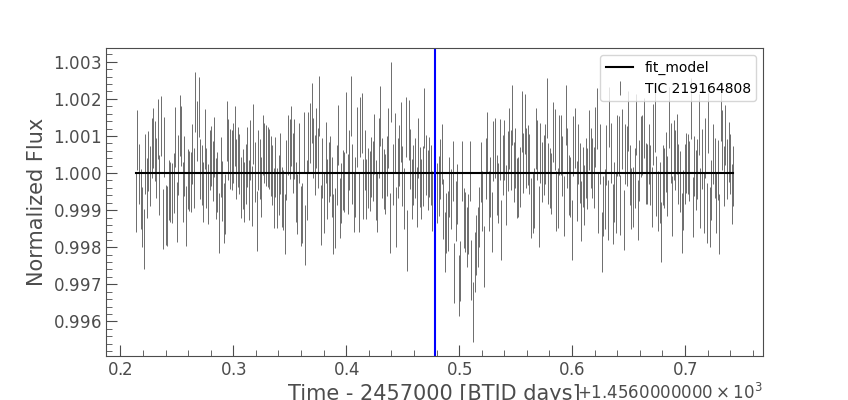 1.003
1.002
1.001
1.000
0.999
0.998
0.997
0.996
Normalized Flux
fit_model
TIC 219164808
0.2 0.3 0.4 0.5 0.6 0.7
Time - 2457000 [BTJD days]
+1.4560000000 × 10³